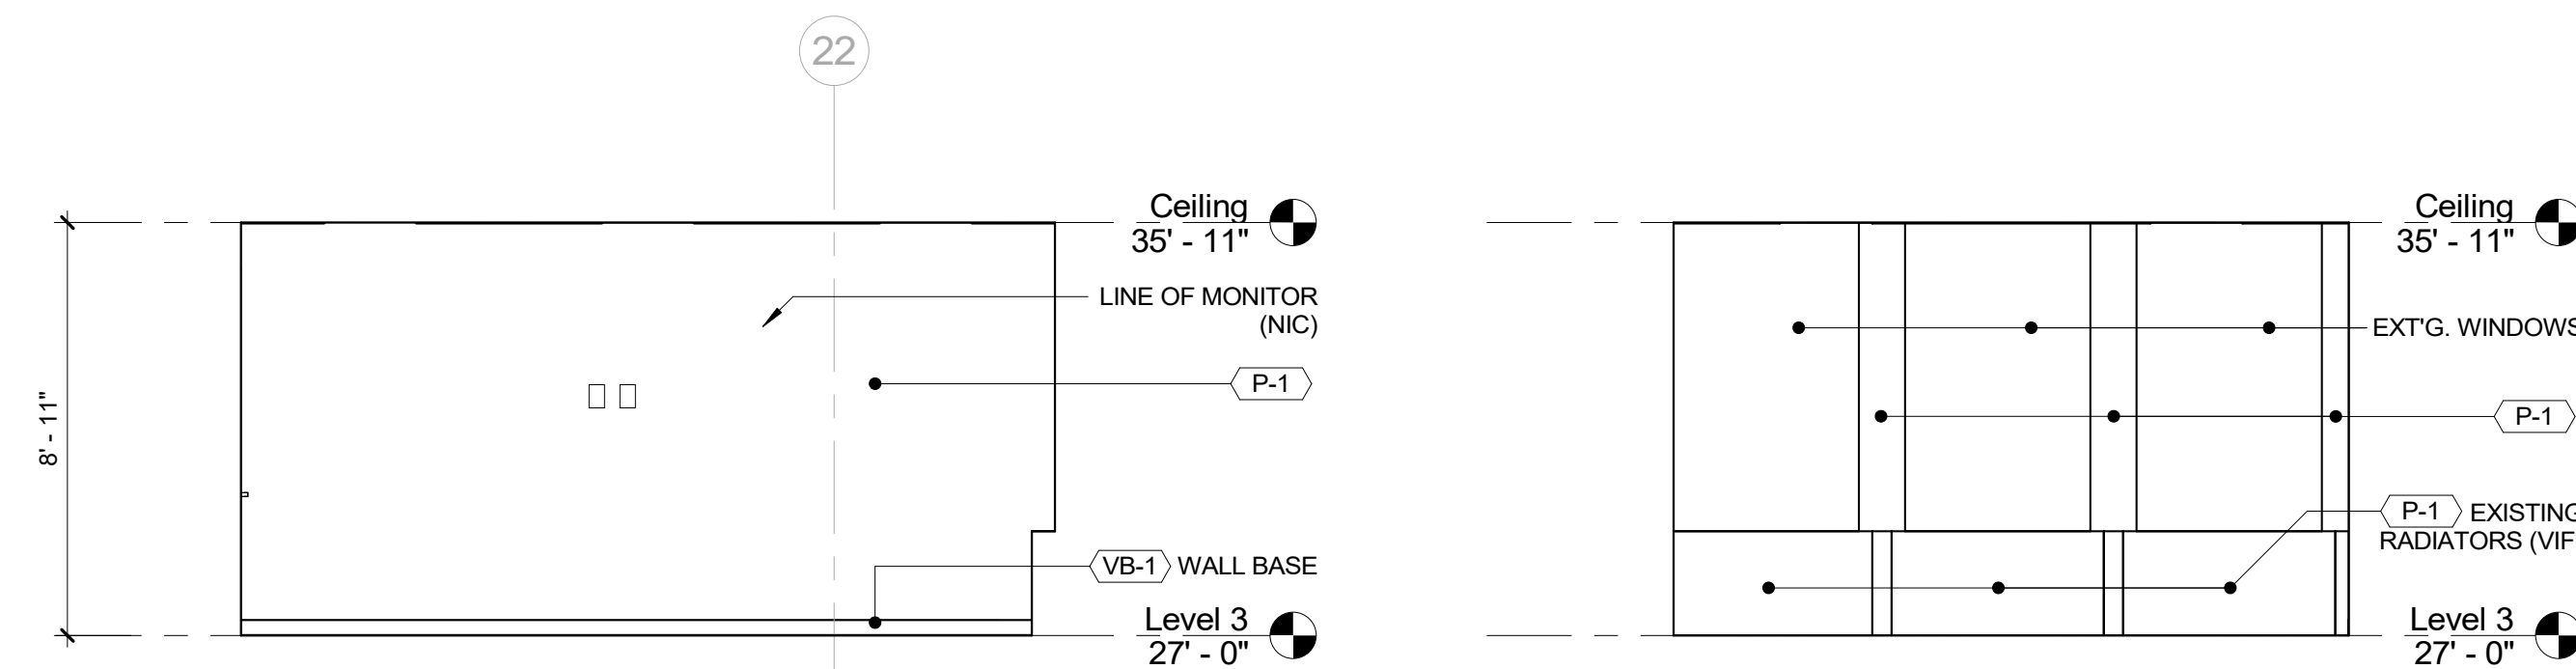 22
Ceiling
35' - 11"
LINE OF MONITOR
(NIC)
P-1
8' - 11"
VB-1 WALL BASE
Level 3
27' - 0"
Ceiling
35' - 11"
EXT'G. WINDOWS
P-1
P-1 EXISTING
RADIATORS (VIF
Level 3
27' - 0"